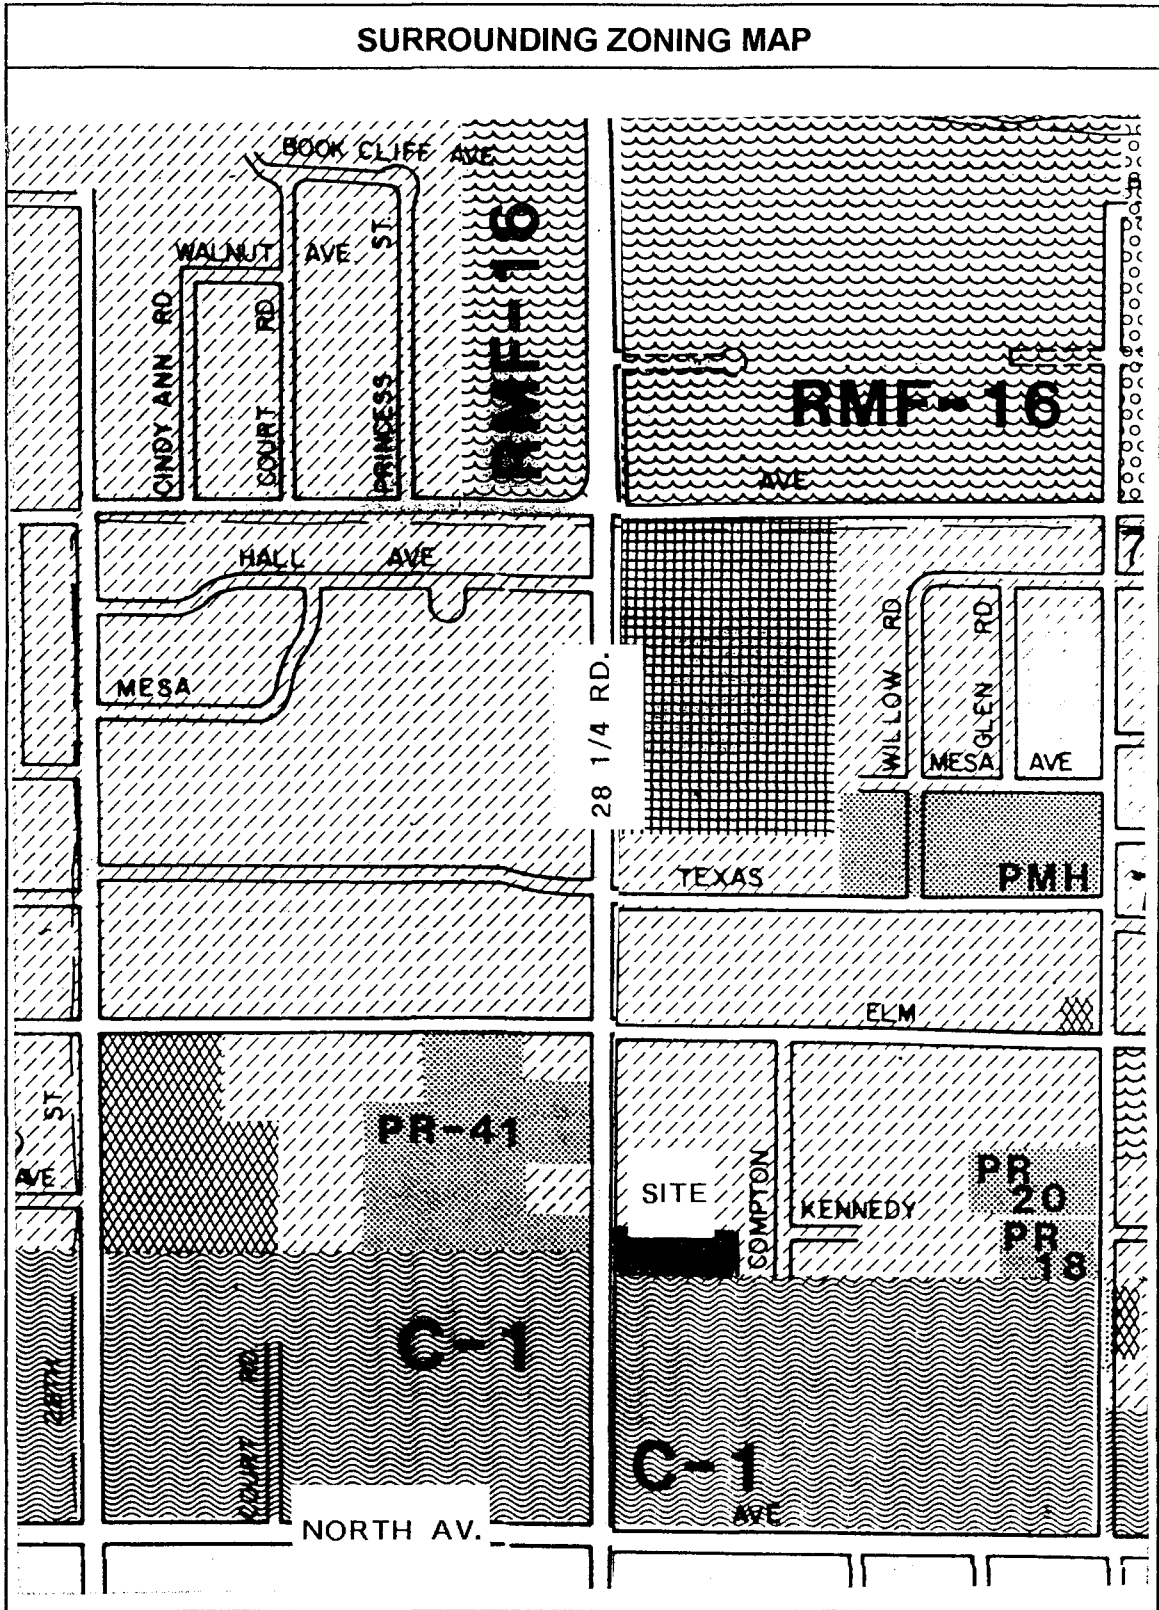 SURROUNDING ZONING MAP
BOOK CLIFF AVE
WALNUT AVE
CINDY ANN RD
COURT RD
PRINCESS ST
RMF-16
RMF-16
AVE
HALL AVE
7
MESA
28 1/4 RD.
WILLOW RD
GLEN RD
MESA AVE
TEXAS
PMH
ELM
ST
AVE
PR-41
SITE
COMPTON
KENNEDY
PR
20
PR
18
C-1
28TH
COURT RD.
C-1
AVE
NORTH AV.